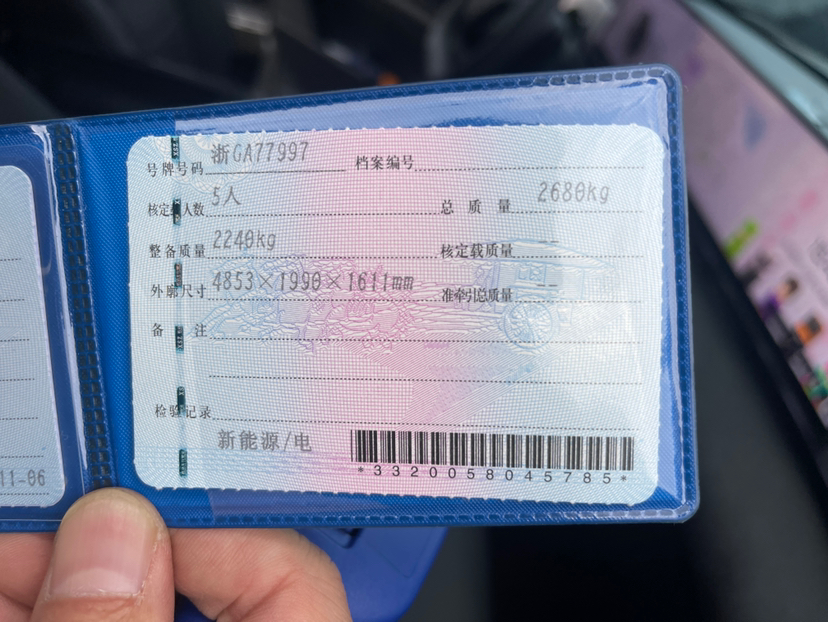 号牌号码 浙GA77997 档案编号
核定载人数 5人 总质量 2680kg
整备质量 2240kg 核定载质量 --
外廓尺寸 4853×1990×1611mm 准牵引总质量 --
备注
检验记录
新能源/电
*3320058045785*
11-06